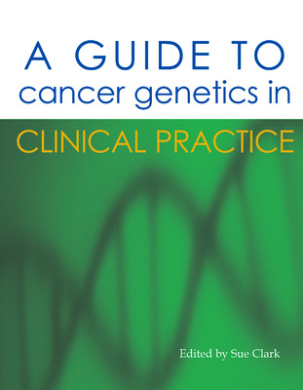 A GUIDE TO
cancer genetics in
CLINICAL PRACTICE
Edited by Sue Clark